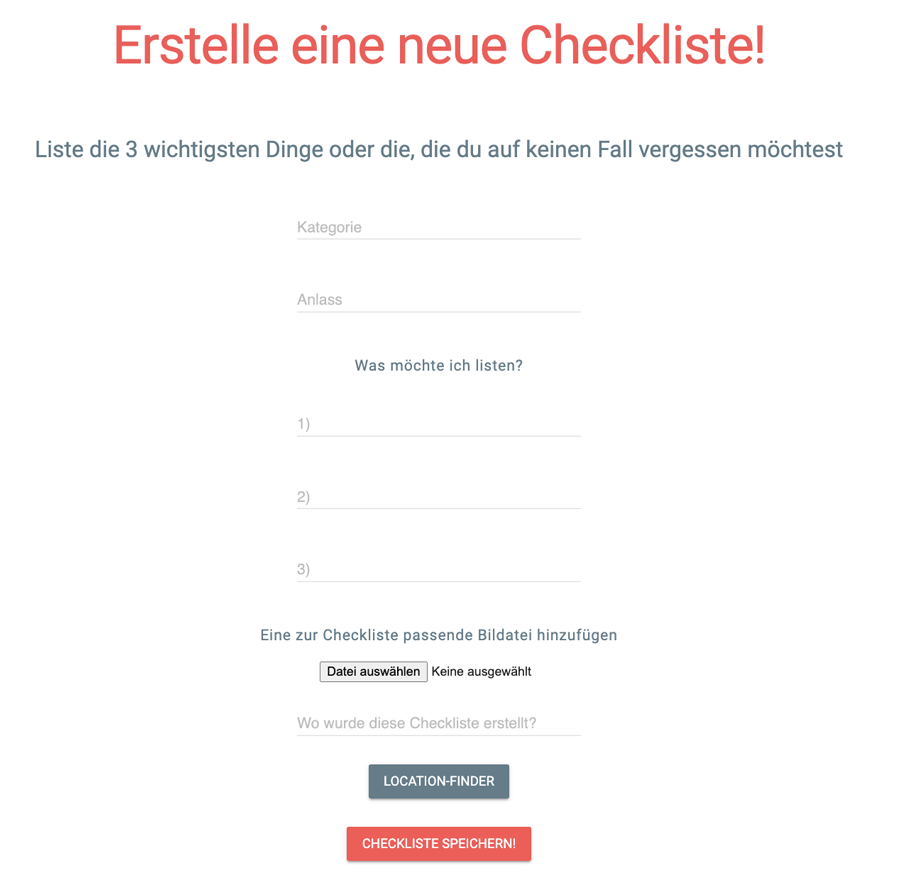 Erstelle eine neue Checkliste!
Liste die 3 wichtigsten Dinge oder die, die du auf keinen Fall vergessen möchtest
Kategorie
Anlass
Was möchte ich listen?
1)
2)
3)
Eine zur Checkliste passende Bildatei hinzufügen
Datei auswählen Keine ausgewählt
Wo wurde diese Checkliste erstellt?
LOCATION-FINDER
CHECKLISTE SPEICHERN!